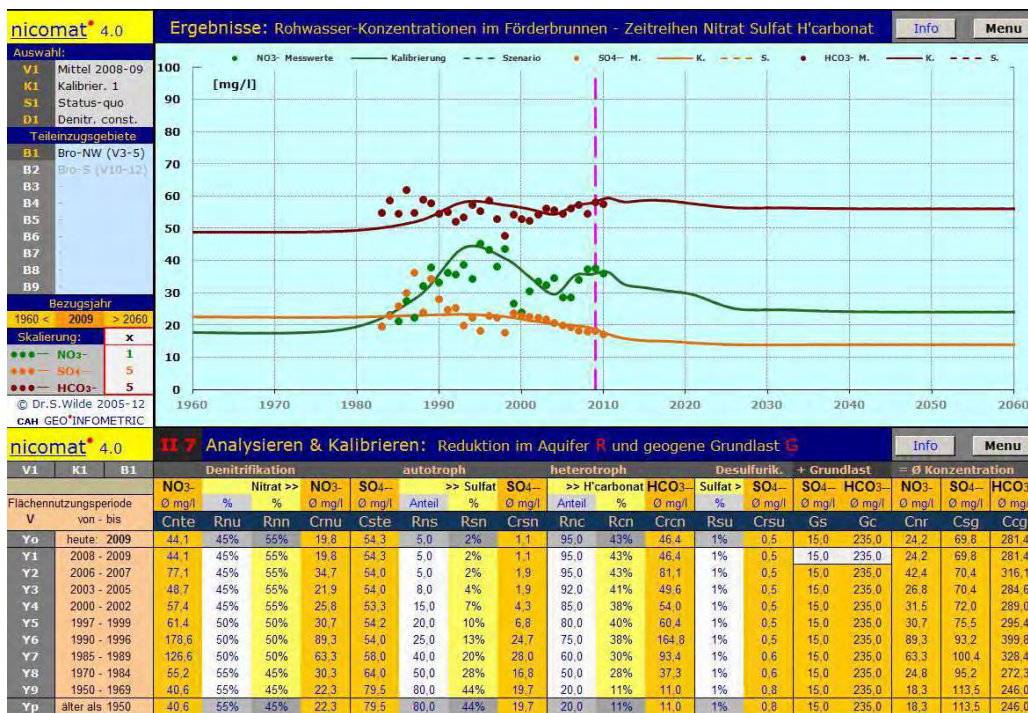 nicomat• 4.0 Ergebnisse: Rohwasser-Konzentrationen im Förderbrunnen - Zeitreihen Nitrat Sulfat H'carbonat Info Menu
Auswahl:
V1 Mittel 2008-09
K1 Kalibrier. 1
S1 Status-quo
D1 Denitr. const.
Teileinzugsgebiete
B1 Bro-NW (V3-5)
B2 Bro-S (V10-12)
B3 -
B4 -
B5 -
B6 -
B7 -
B8 -
B9 -
Bezugsjahr
1960 < 2009 > 2060
Skalierung: x
NO3- 1
SO4-- 5
HCO3- 5
© Dr.S.Wilde 2005-12
CAH GEO•INFOMETRIC
NO3- Messwerte Kalibrierung Szenario SO4-- M. K. S. HCO3- M. K. S.
[mg/l]
100
90
80
70
60
50
40
30
20
10
0
1960 1970 1980 1990 2000 2010 2020 2030 2040 2050 2060
nicomat• 4.0 II 7 Analysieren & Kalibrieren: Reduktion im Aquifer R und geogene Grundlast G Info Menu
V1 K1 B1 Denitrifikation autotroph heterotroph Desulfurik. + Grundlast = Ø Konzentration
NO3- Nitrat >> NO3- SO4-- >> Sulfat SO4-- >> H'carbonat HCO3-- Sulfat > SO4-- SO4-- HCO3-- NO3- SO4-- HCO3
Flächennutzungsperiode Ø mg/l % % Ø mg/l Ø mg/l Anteil % Ø mg/l Anteil % Ø mg/l % Ø mg/l Ø mg/l Ø mg/l Ø mg/l Ø mg/l Ø mg/
V von - bis Cnte Rnu Rnn Crnu Cste Rns Rsn Crsn Rnc Rcn Crcn Rsu Crsu Gs Gc Cnr Csg Ccg
Yo heute: 2009 44,1 45% 55% 19,8 54,3 5,0 2% 1,1 95,0 43% 46,4 1% 0,5 15,0 235,0 24,2 69,8 281,4
Y1 2008 - 2009 44,1 45% 55% 19,8 54,3 5,0 2% 1,1 95,0 43% 46,4 1% 0,5 15,0 235,0 24,2 69,8 281,4
Y2 2006 - 2007 77,1 45% 55% 34,7 54,0 5,0 2% 1,9 95,0 43% 81,1 1% 0,5 15,0 235,0 42,4 70,4 316,1
Y3 2003 - 2005 48,7 45% 55% 21,9 54,0 8,0 4% 1,9 92,0 41% 49,6 1% 0,5 15,0 235,0 26,8 70,4 284,6
Y4 2000 - 2002 57,4 45% 55% 25,8 53,3 15,0 7% 4,3 85,0 38% 54,0 1% 0,5 15,0 235,0 31,5 72,0 289,0
Y5 1997 - 1999 61,4 50% 50% 30,7 54,2 20,0 10% 6,8 80,0 40% 60,4 1% 0,5 15,0 235,0 30,7 75,5 295,4
Y6 1990 - 1996 178,6 50% 50% 89,3 54,0 25,0 13% 24,7 75,0 38% 164,8 1% 0,5 15,0 235,0 89,3 93,2 399,8
Y7 1985 - 1989 126,6 50% 50% 63,3 58,0 40,0 20% 28,0 60,0 30% 93,4 1% 0,6 15,0 235,0 63,3 100,4 328,4
Y8 1970 - 1984 55,2 55% 45% 30,3 64,0 50,0 28% 16,8 50,0 28% 37,3 1% 0,6 15,0 235,0 24,8 95,2 272,3
Y9 1950 - 1969 40,6 55% 45% 22,3 79,5 80,0 44% 19,7 20,0 11% 11,0 1% 0,8 15,0 235,0 18,3 113,5 246,0
Yp älter als 1950 40,6 55% 45% 22,3 79,5 80,0 44% 19,7 20,0 11% 11,0 1% 0,8 15,0 235,0 18,3 113,5 246,0